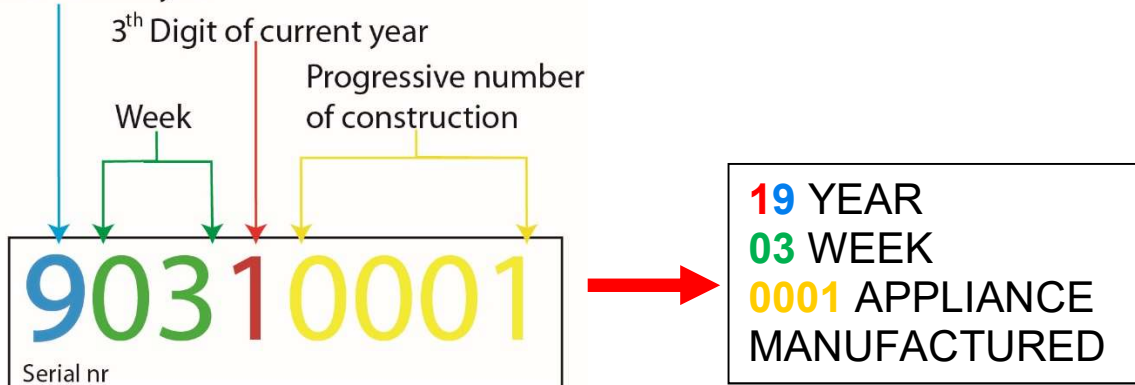 3th Digit of current year
Progressive number
of construction
Week
90310001
Serial nr
19 YEAR
03 WEEK
0001 APPLIANCE
MANUFACTURED